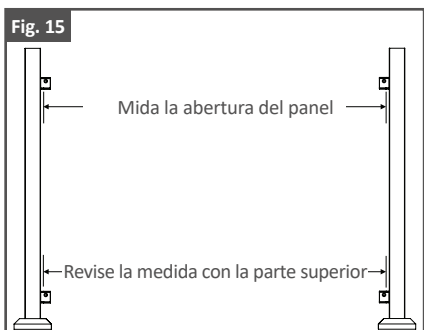 Fig. 15
Mida la abertura del panel
Revise la medida con la parte superior